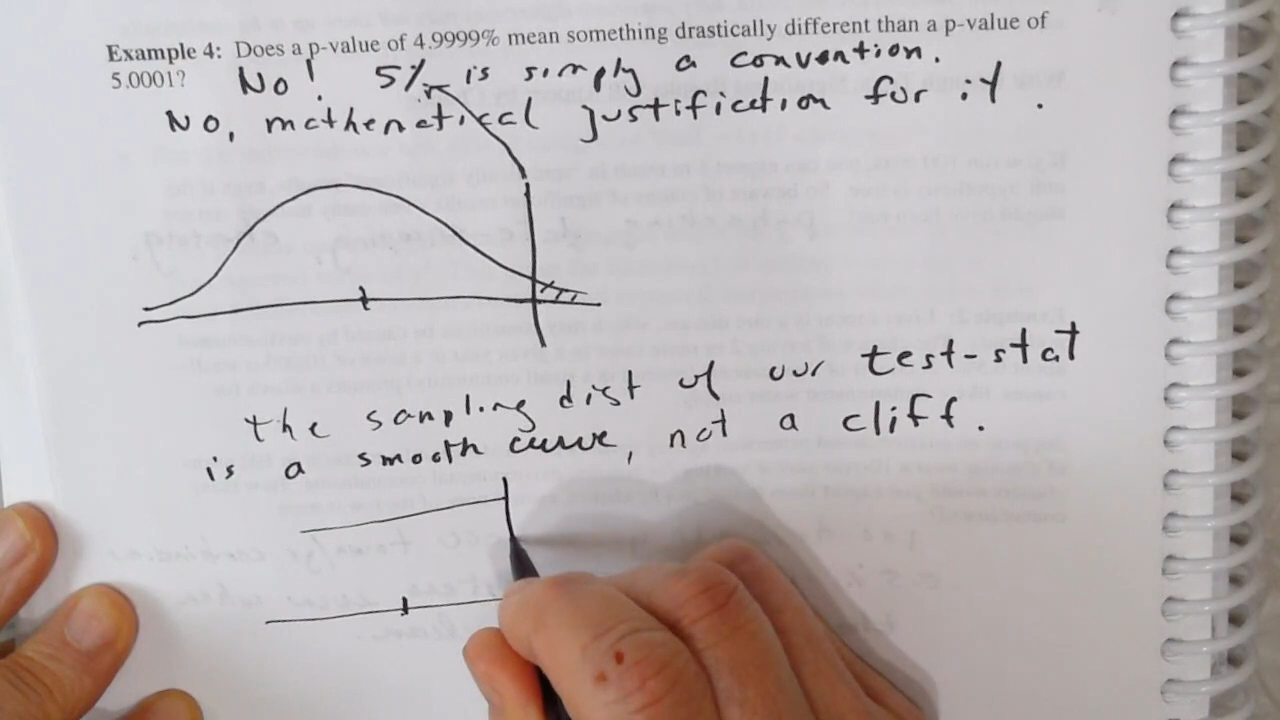 Example 4: Does a p-value of 4.9999% mean something drastically different than a p-value of
5.0001? No! 5% is simply a convention.
No, mathematical justification for it.
the sampling dist of our test-stat
is a smooth curve, not a cliff.